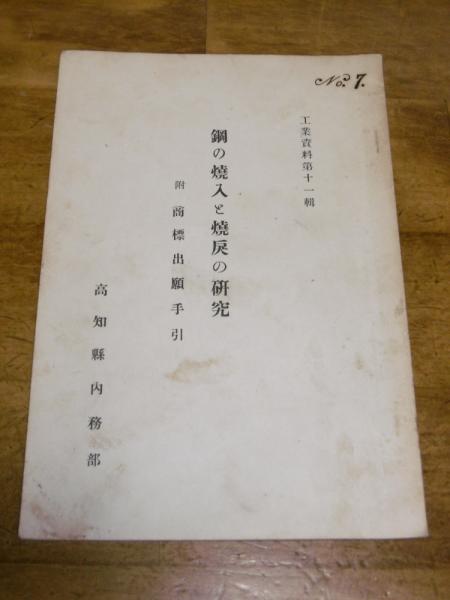 No. 7.
工業資料第十一輯
鋼の燒入と燒戻の研究
附 商標出願手引
高知縣內務部